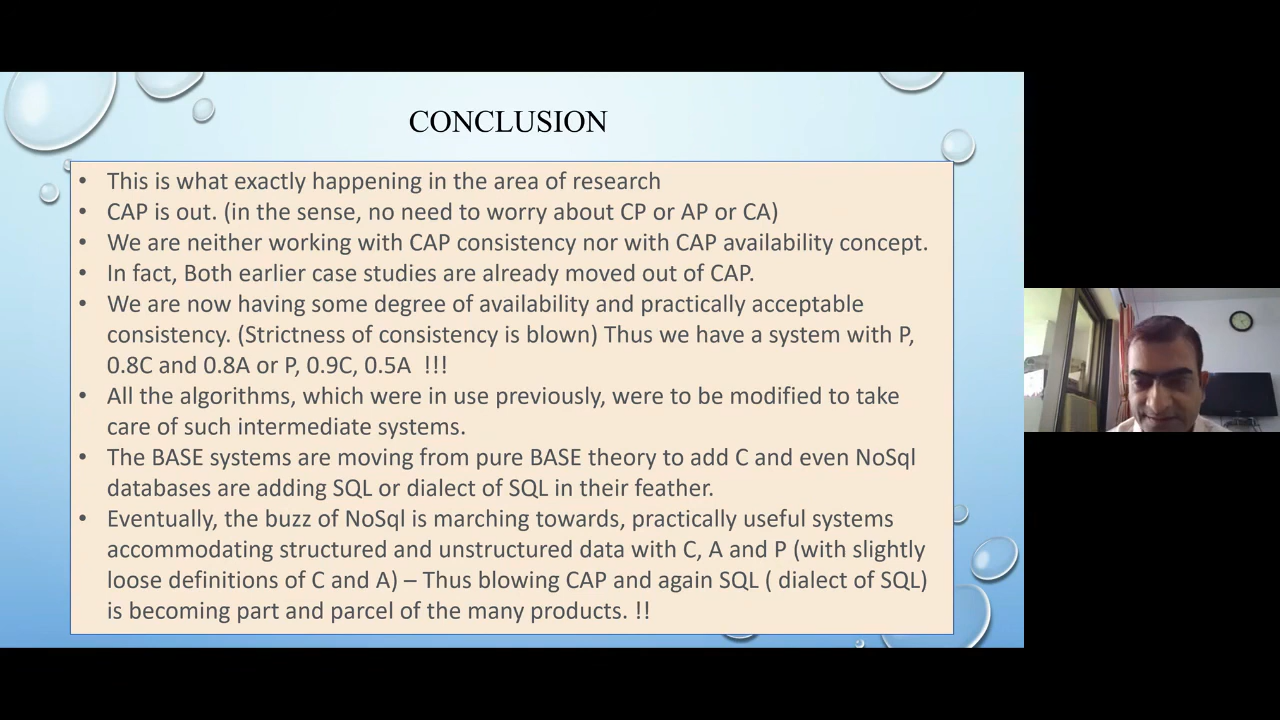 CONCLUSION
• This is what exactly happening in the area of research
• CAP is out. (in the sense, no need to worry about CP or AP or CA)
• We are neither working with CAP consistency nor with CAP availability concept.
• In fact, Both earlier case studies are already moved out of CAP.
• We are now having some degree of availability and practically acceptable
consistency. (Strictness of consistency is blown) Thus we have a system with P,
0.8C and 0.8A or P, 0.9C, 0.5A !!!
• All the algorithms, which were in use previously, were to be modified to take
care of such intermediate systems.
• The BASE systems are moving from pure BASE theory to add C and even NoSql
databases are adding SQL or dialect of SQL in their feather.
• Eventually, the buzz of NoSql is marching towards, practically useful systems
accommodating structured and unstructured data with C, A and P (with slightly
loose definitions of C and A) – Thus blowing CAP and again SQL ( dialect of SQL)
is becoming part and parcel of the many products. !!